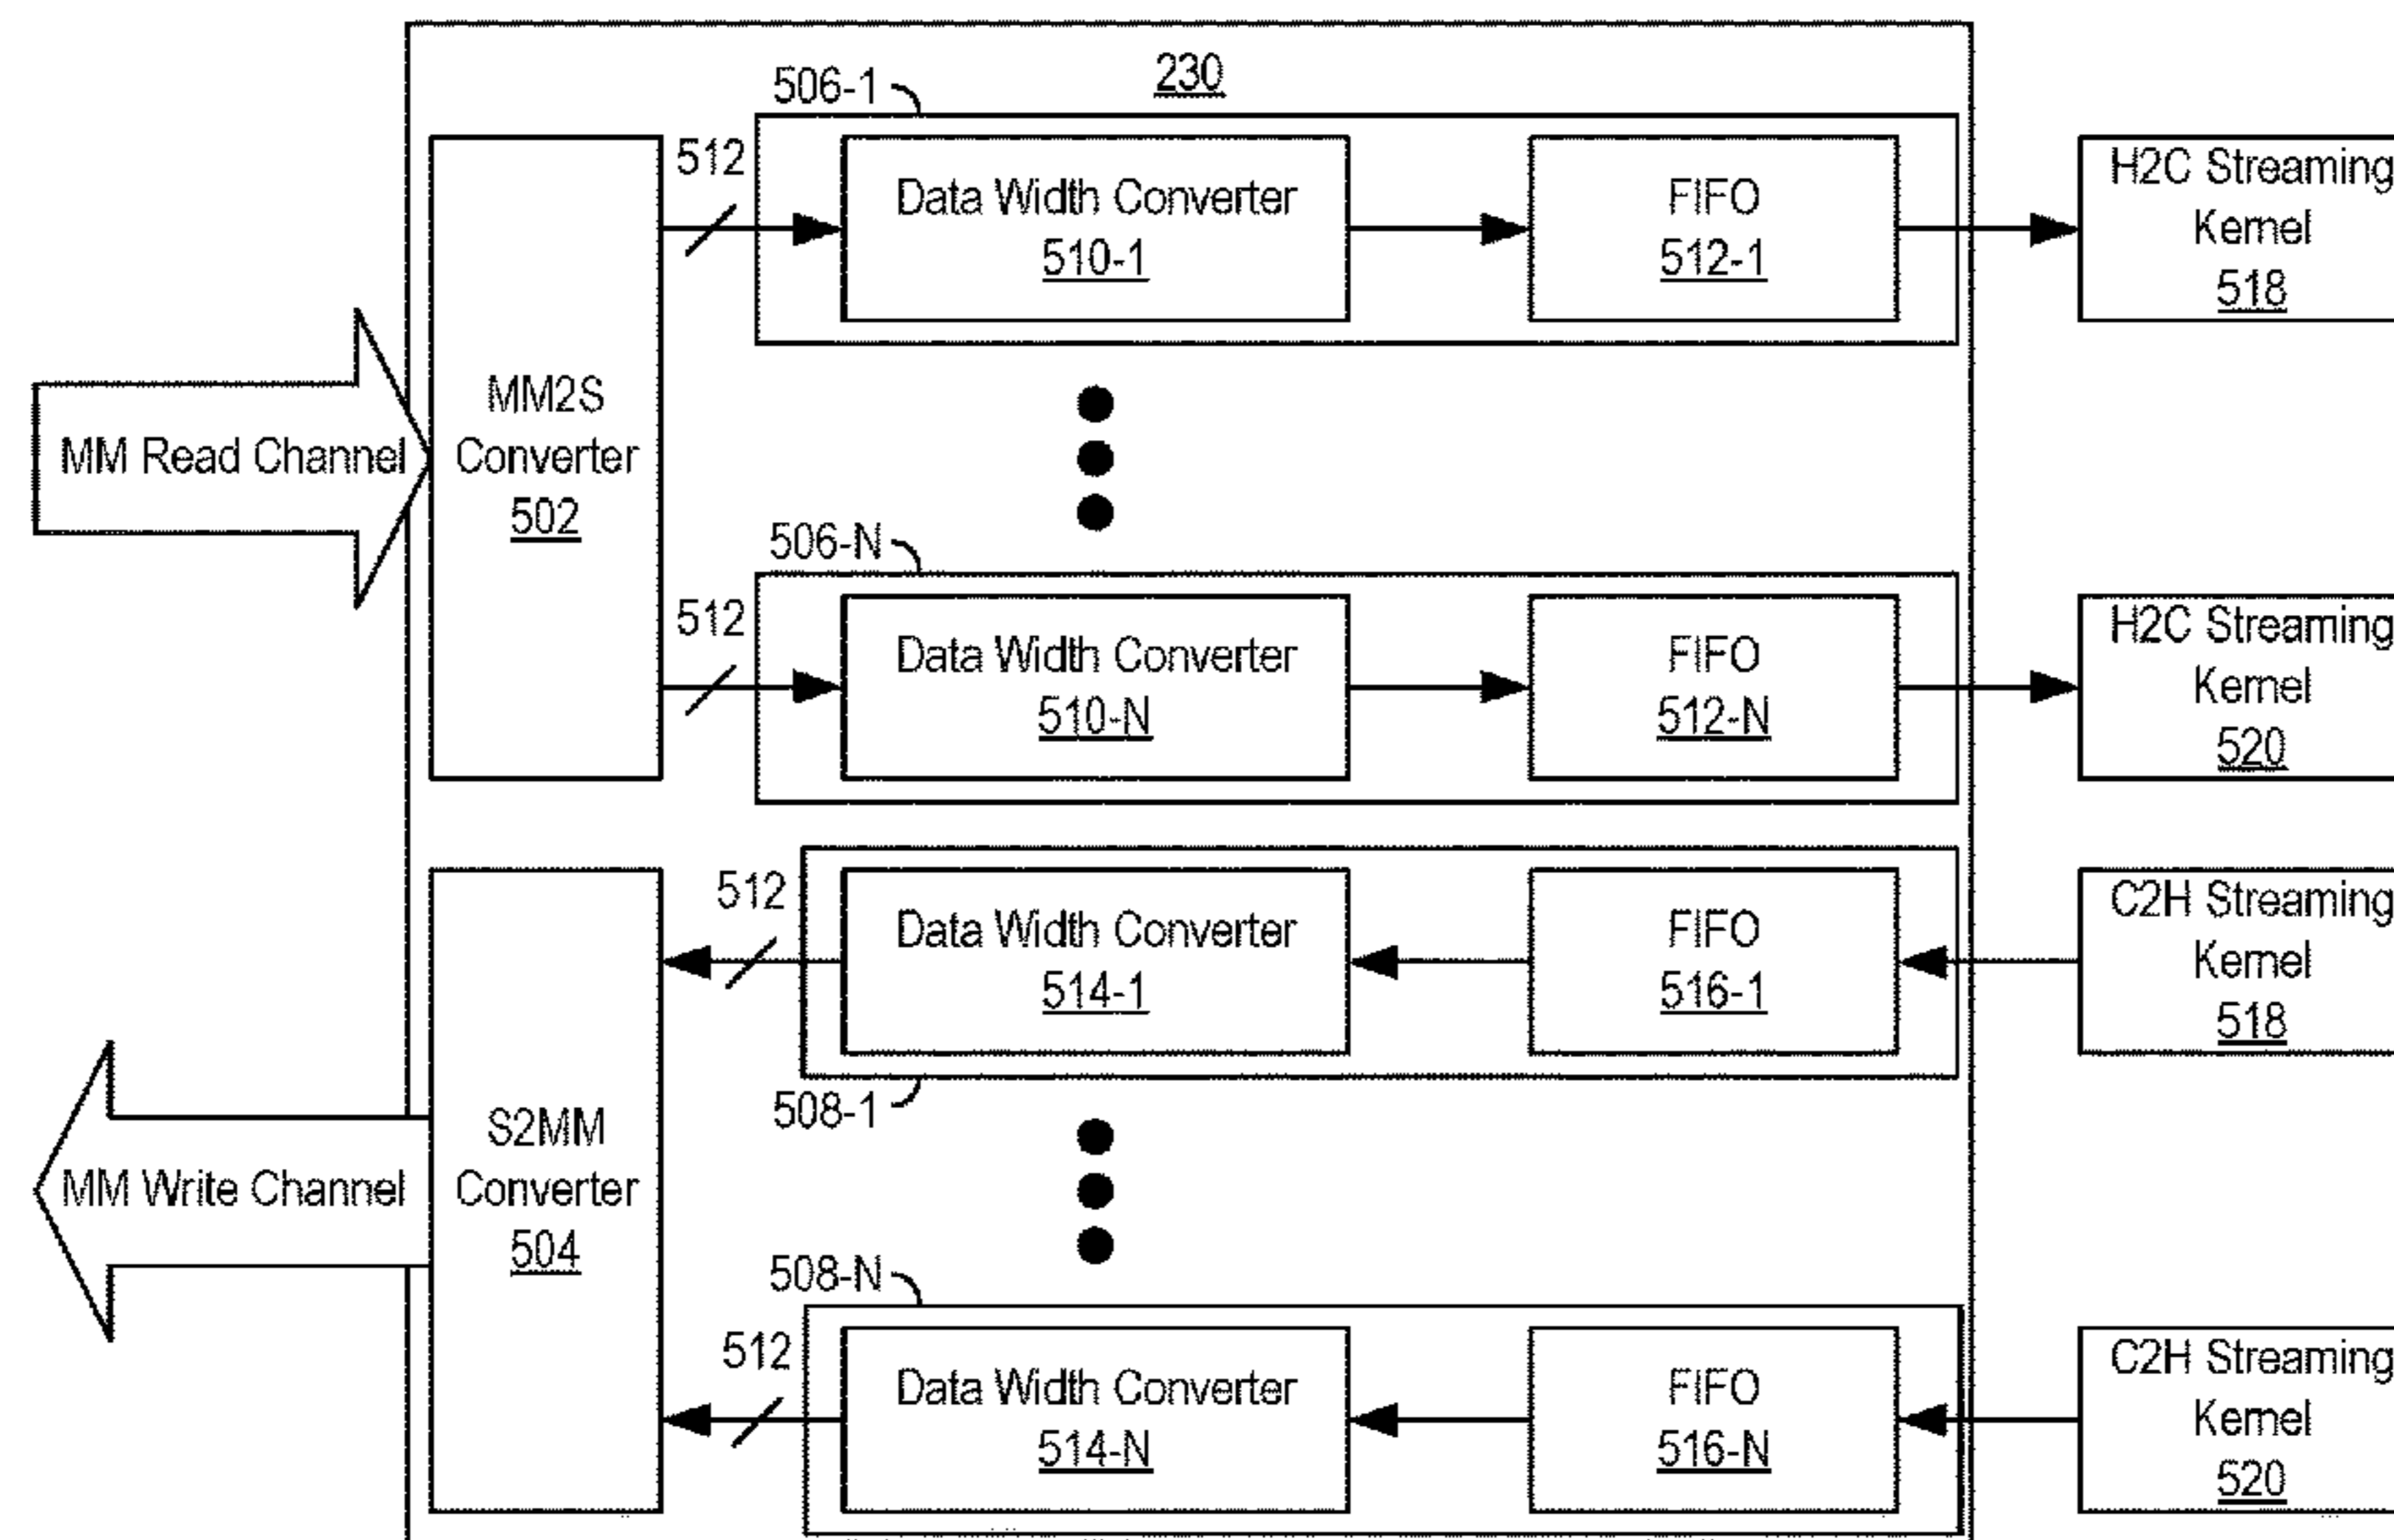 230
506-1
512
Data Width Converter
510-1
FIFO
512-1
H2C Streaming
Kernel
518
MM Read Channel
MM2S
Converter
502
506-N
512
Data Width Converter
510-N
FIFO
512-N
H2C Streaming
Kernel
520
512
Data Width Converter
514-1
FIFO
516-1
C2H Streaming
Kernel
518
508-1
MM Write Channel
S2MM
Converter
504
508-N
512
Data Width Converter
514-N
FIFO
516-N
C2H Streaming
Kernel
520